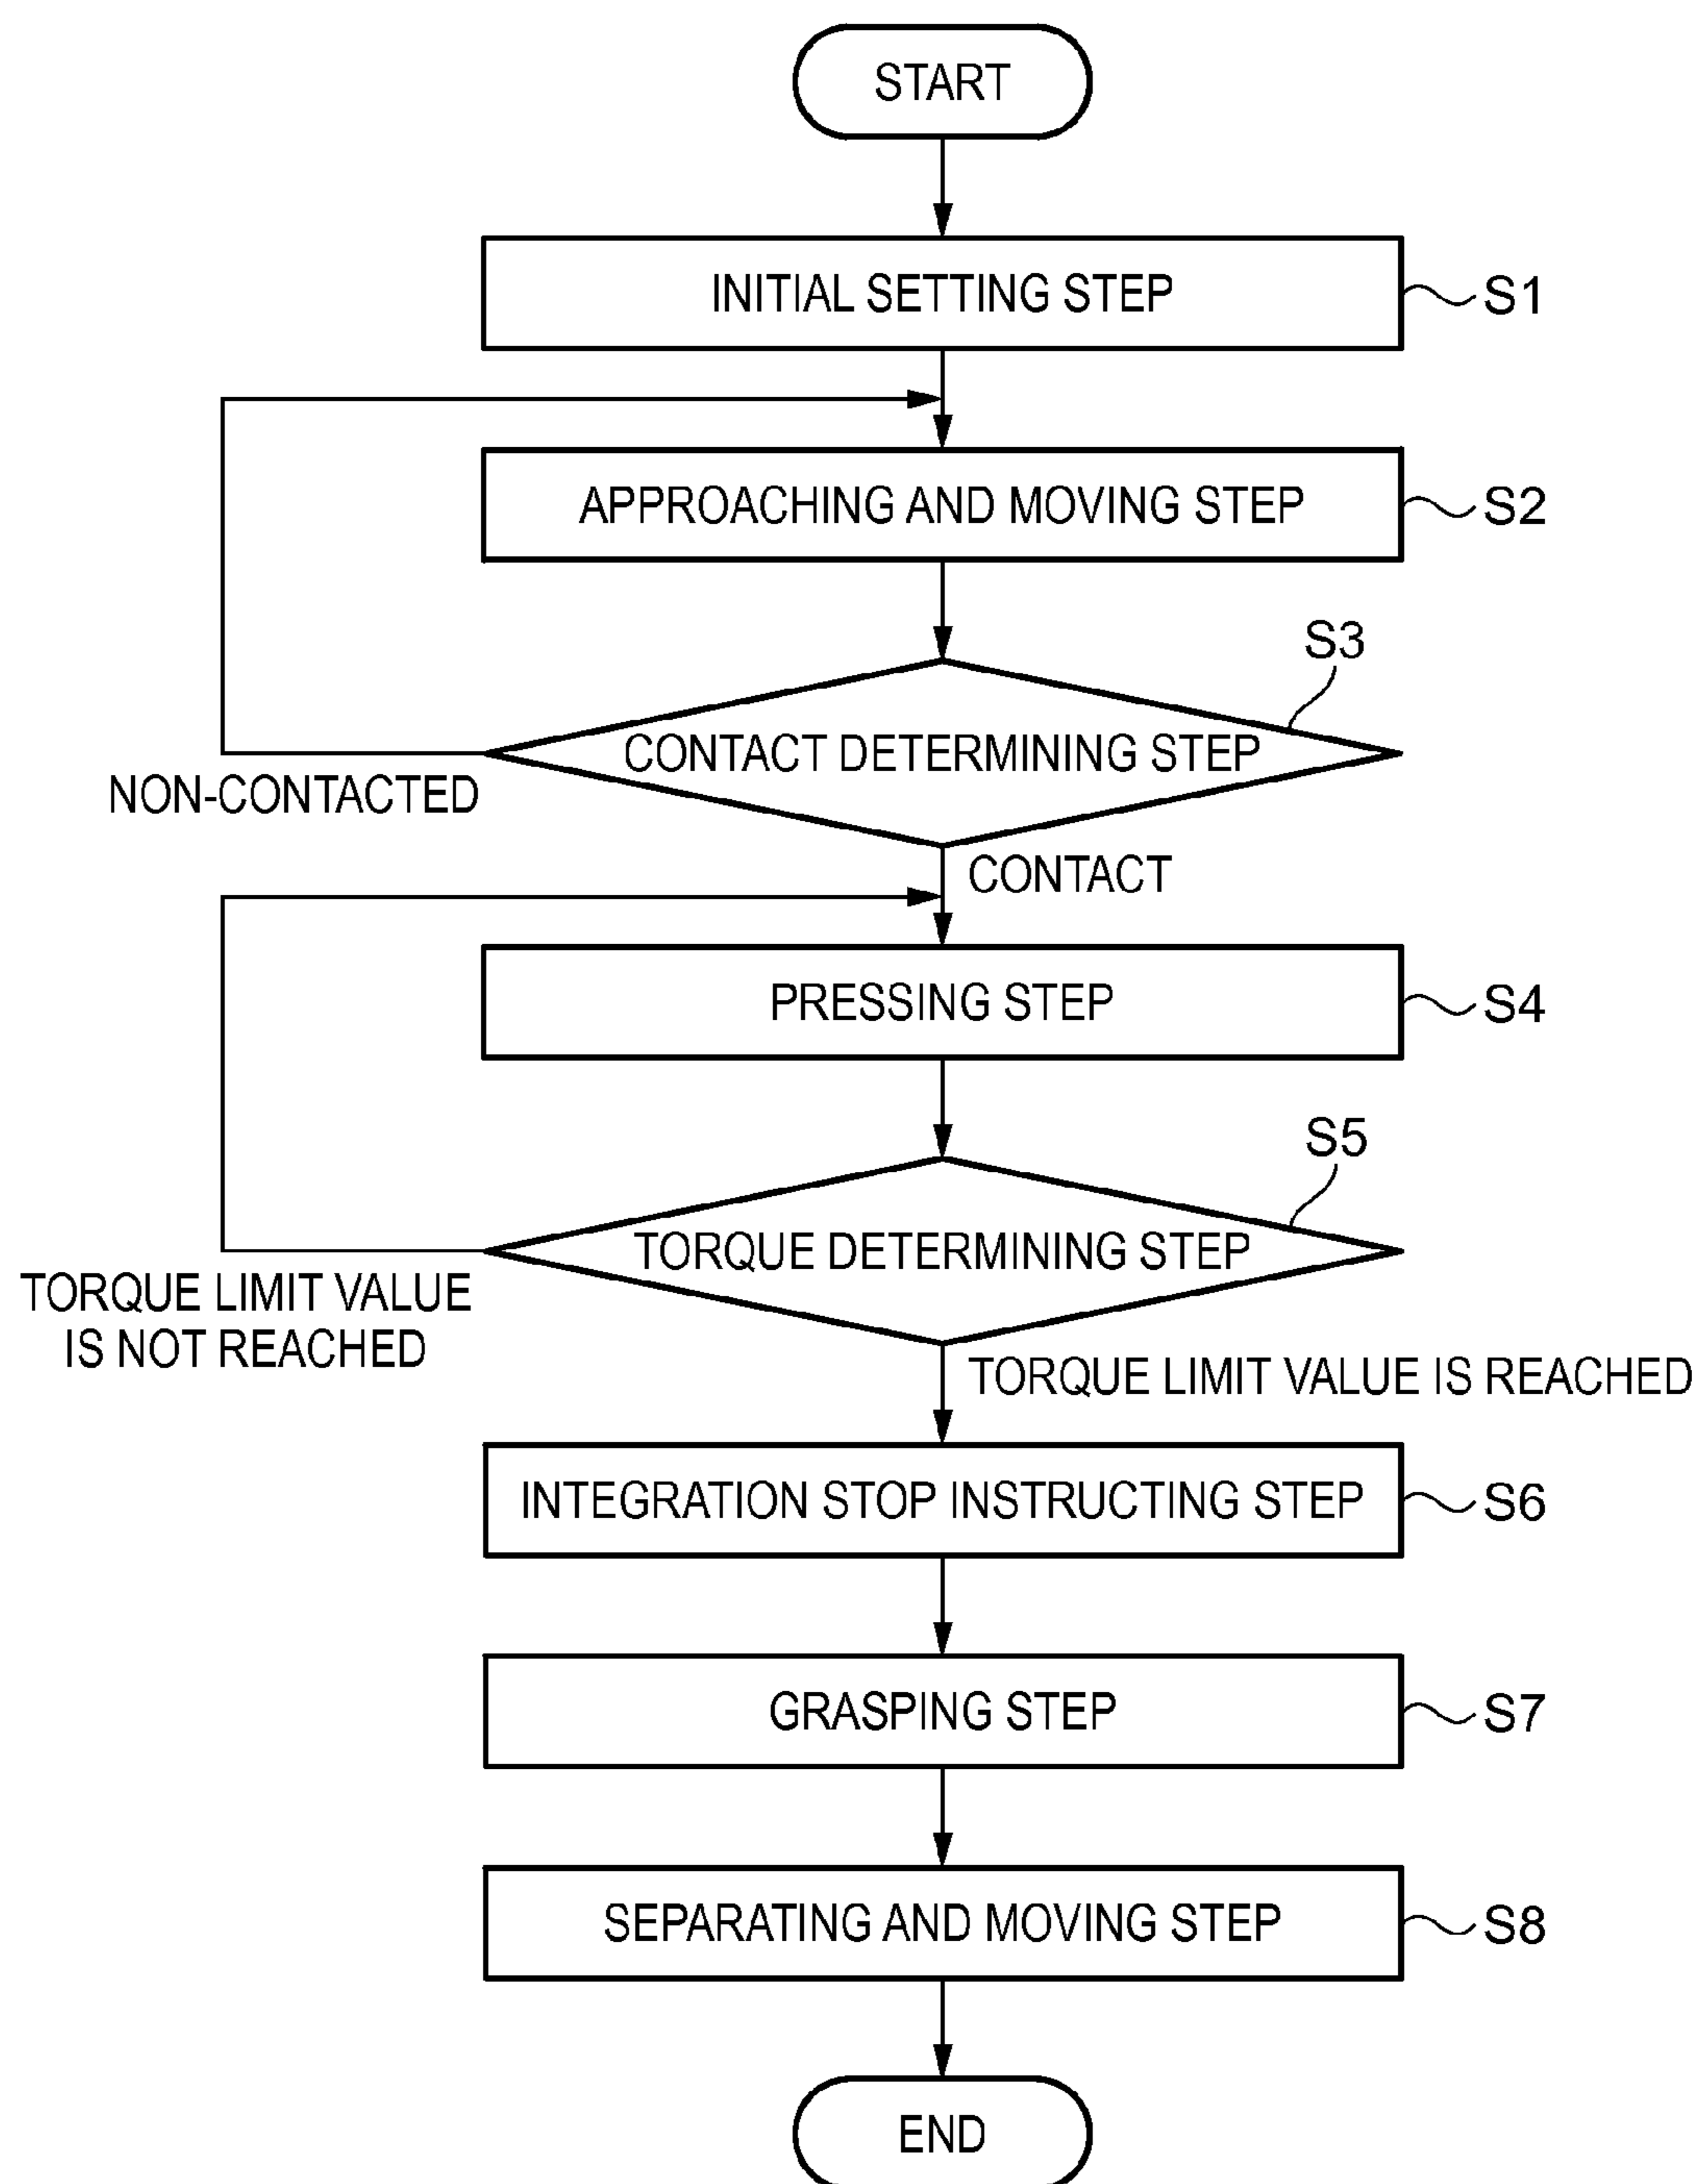 START
INITIAL SETTING STEP
S1
APPROACHING AND MOVING STEP
S2
S3
CONTACT DETERMINING STEP
NON-CONTACTED
CONTACT
PRESSING STEP
S4
S5
TORQUE DETERMINING STEP
TORQUE LIMIT VALUE
IS NOT REACHED
TORQUE LIMIT VALUE IS REACHED
INTEGRATION STOP INSTRUCTING STEP
S6
GRASPING STEP
S7
SEPARATING AND MOVING STEP
S8
END